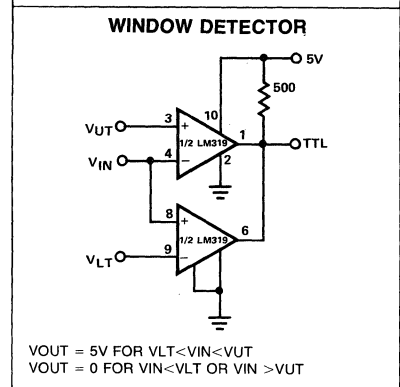 WINDOW DETECTOR
5V
500
10
3
VUT
+
1
1/2 LM319
TTL
VIN
4
−
2
8
+
6
1/2 LM319
9
−
VLT
VOUT = 5V FOR VLT<VIN<VUT
VOUT = 0 FOR VIN<VLT OR VIN >VUT